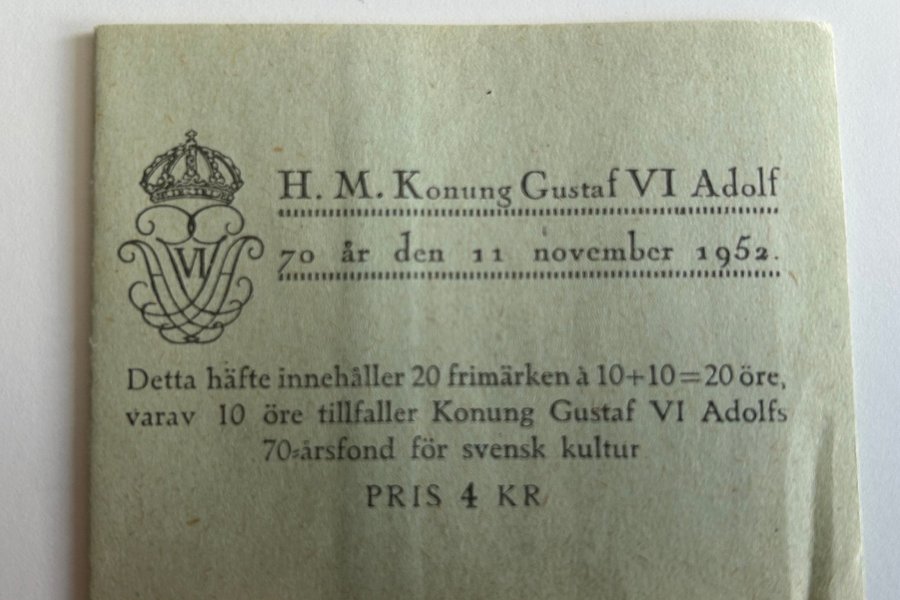 VI
H. M. Konung Gustaf VI Adolf
70 år den 11 november 1952.
Detta häfte innehåller 20 frimärken à 10+10=20 öre,
varav 10 öre tillfaller Konung Gustaf VI Adolfs
70-årsfond för svensk kultur
PRIS 4 KR